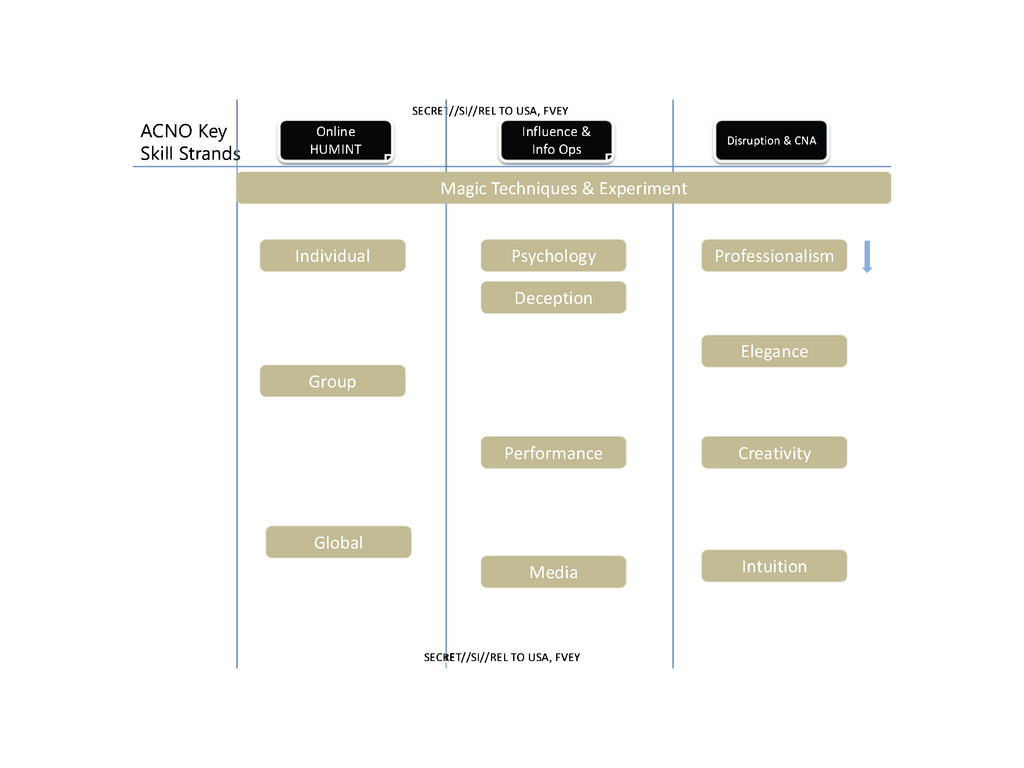 SECRET//SI//REL TO USA, FVEY
ACNO Key
Skill Strands
Online
HUMINT
Influence &
Info Ops
Disruption & CNA
Magic Techniques & Experiment
Individual
Psychology
Professionalism
Deception
Elegance
Group
Performance
Creativity
Global
Media
Intuition
SECRET//SI//REL TO USA, FVEY